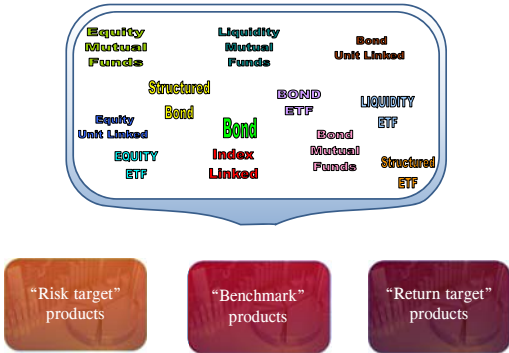 Equity
Mutual
Funds
Liquidity
Mutual
Funds
Bond
Unit Linked
Structured
Bond
BOND
ETF
LIQUIDITY
ETF
Equity
Unit Linked
Bond
Bond
Mutual
Funds
EQUITY
ETF
Index
Linked
Structured
ETF
“Risk target”
products
“Benchmark”
products
“Return target”
products